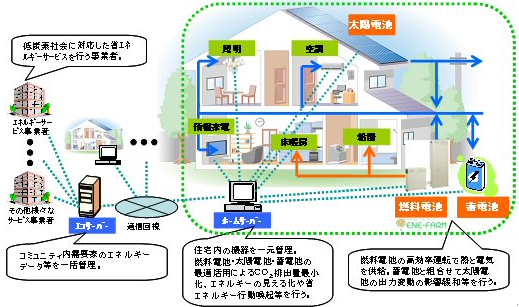 低炭素社会に対応した省エネ
ルギーサービスを行う事業者。
エネルギーサー
ビス事業者
その他様々な
サービス事業者
エコサーバー
通信回線
ホームサーバー
コミュニティ内需要家のエネルギー
データ等を一括管理。
太陽電池
照明
空調
情報家電
床暖房
給湯
燃料電池
蓄電池
ENE・FARM
住宅内の機器を一元管理。
燃料電池・太陽電池・蓄電池の
最適活用によるCO2排出量最小
化、エネルギーの見える化や省
エネルギー行動喚起等を行う。
燃料電池の高効率運転で熱と電気
を供給。蓄電池と組合せて太陽電
池の出力変動の影響緩和等を行う。